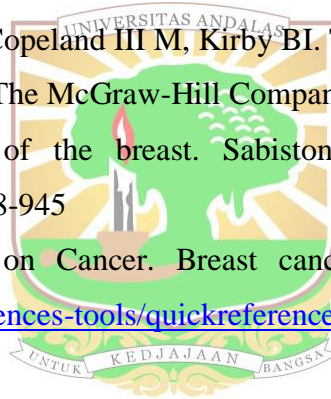 UNIVERSITAS ANDALAS
Copeland III M, Kirby BI. T
The McGraw-Hill Compan
of the breast. Sabiston
8-945
on Cancer. Breast canc
ences-tools/quickreference
UNTUK KEDJAJAAN BANGSA